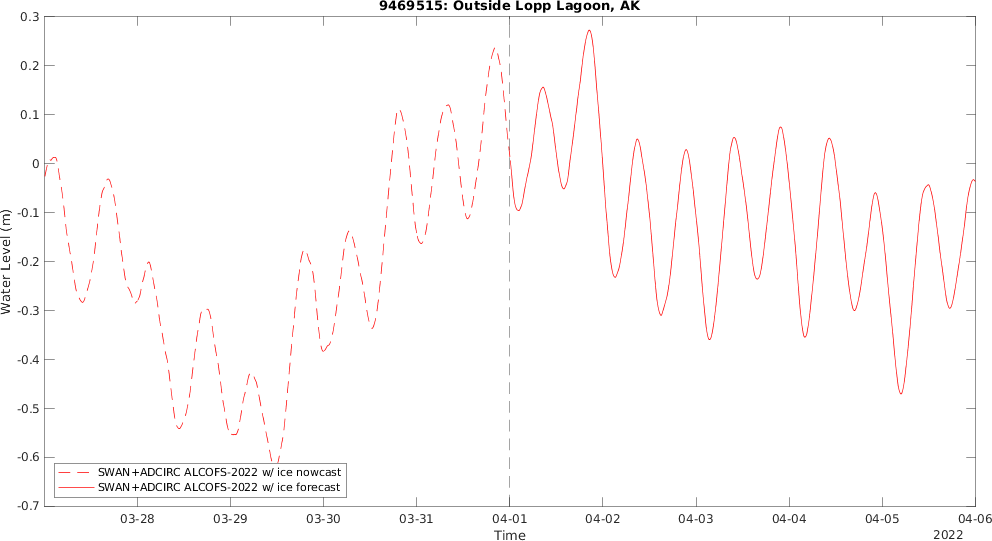 9469515: Outside Lopp Lagoon, AK
0.3
0.2
0.1
0
-0.1
-0.2
-0.3
-0.4
-0.5
-0.6
-0.7
Water Level (m)
SWAN+ADCIRC ALCOFS-2022 w/ ice nowcast
SWAN+ADCIRC ALCOFS-2022 w/ ice forecast
03-28 03-29 03-30 03-31 04-01 04-02 04-03 04-04 04-05 04-06
Time
2022